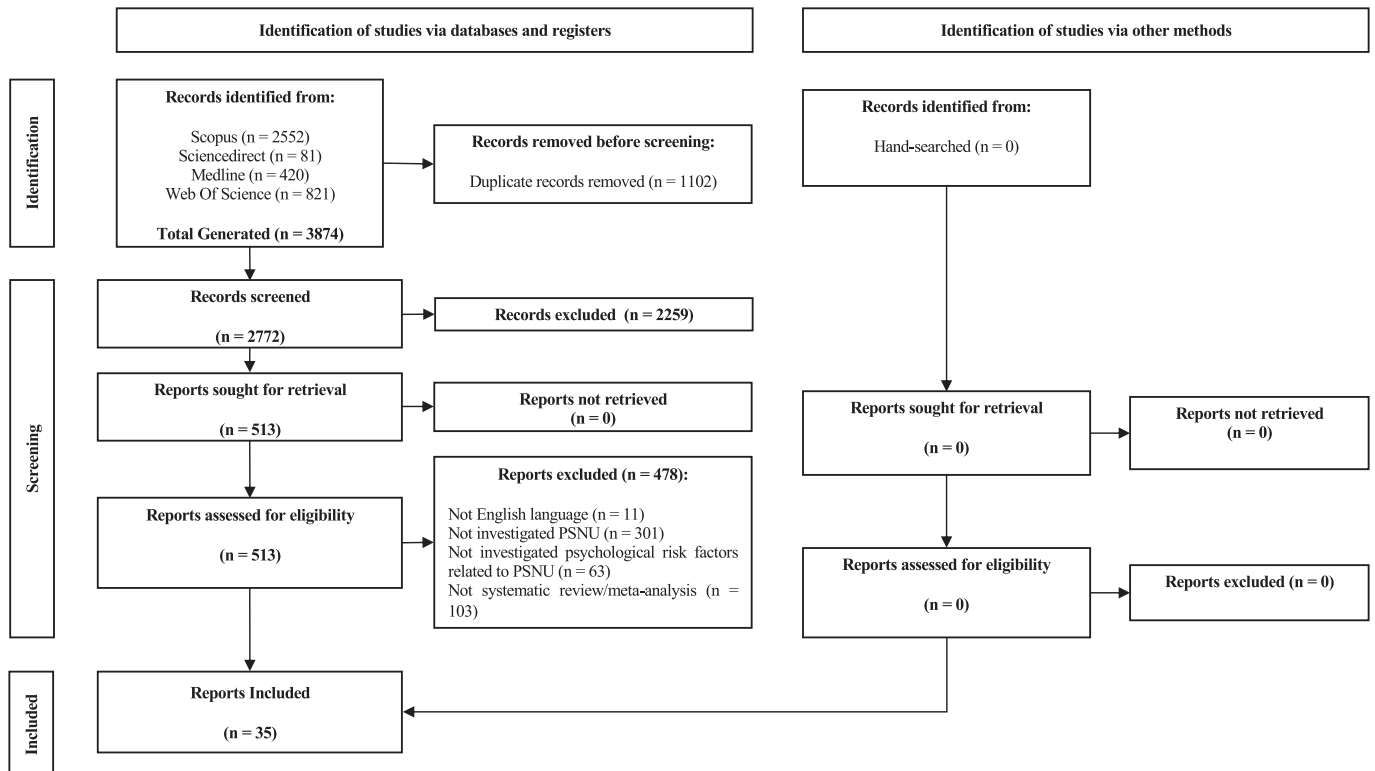 Identification of studies via databases and registers
Identification of studies via other methods
Identification
Records identified from:
Scopus (n = 2552)
Sciencedirect (n = 81)
Medline (n = 420)
Web Of Science (n = 821)
Total Generated (n = 3874)
Records removed before screening:
Duplicate records removed (n = 1102)
Records identified from:
Hand-searched (n = 0)
Screening
Records screened
(n = 2772)
Records excluded (n = 2259)
Reports sought for retrieval
(n = 513)
Reports not retrieved
(n = 0)
Reports sought for retrieval
(n = 0)
Reports not retrieved
(n = 0)
Reports assessed for eligibility
(n = 513)
Reports excluded (n = 478):
Not English language (n = 11)
Not investigated PSNU (n = 301)
Not investigated psychological risk factors
related to PSNU (n = 63)
Not systematic review/meta-analysis (n =
103)
Reports assessed for eligibility
(n = 0)
Reports excluded (n = 0)
Included
Reports Included
(n = 35)